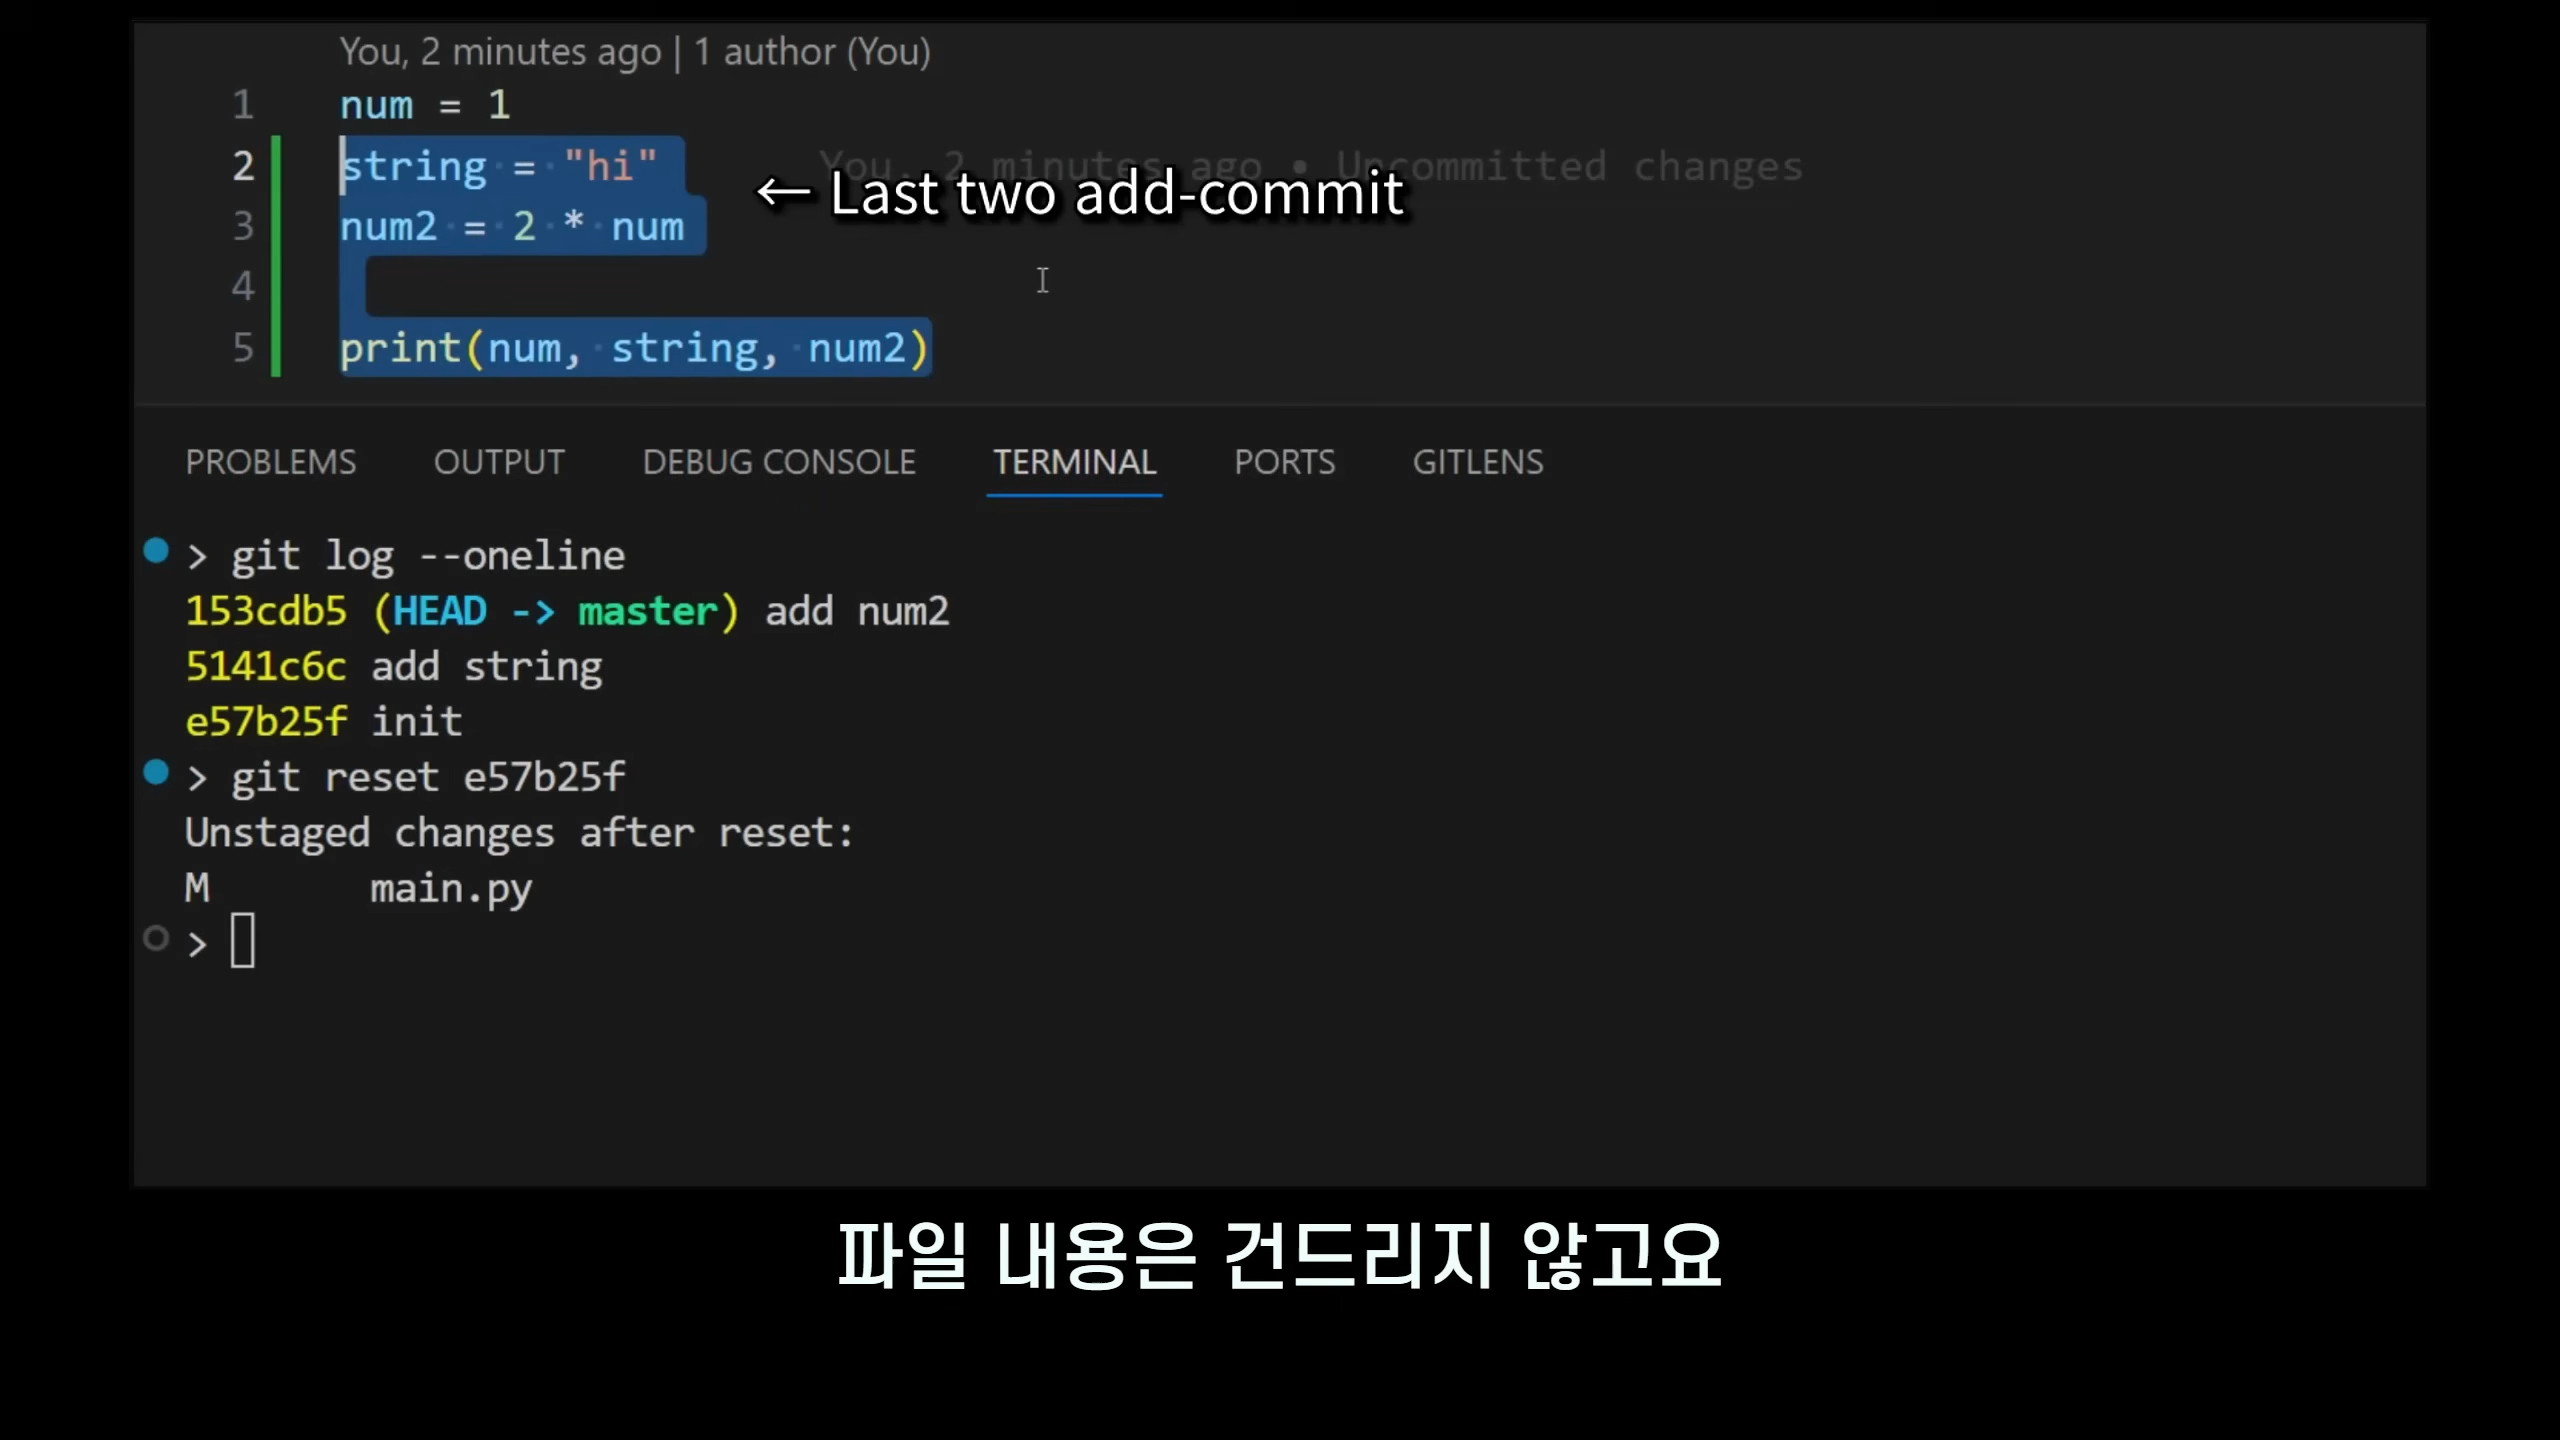 You, 2 minutes ago | 1 author (You)
1 num = 1
2 string = "hi" You, 2 minutes ago • Uncommitted changes
← Last two add-commit
3 num2 = 2 * num
4
5 print(num, string, num2)
PROBLEMS OUTPUT DEBUG CONSOLE TERMINAL PORTS GITLENS
> git log --oneline
153cdb5 (HEAD -> master) add num2
5141c6c add string
e57b25f init
> git reset e57b25f
Unstaged changes after reset:
M main.py
>
파일 내용은 건드리지 않고요